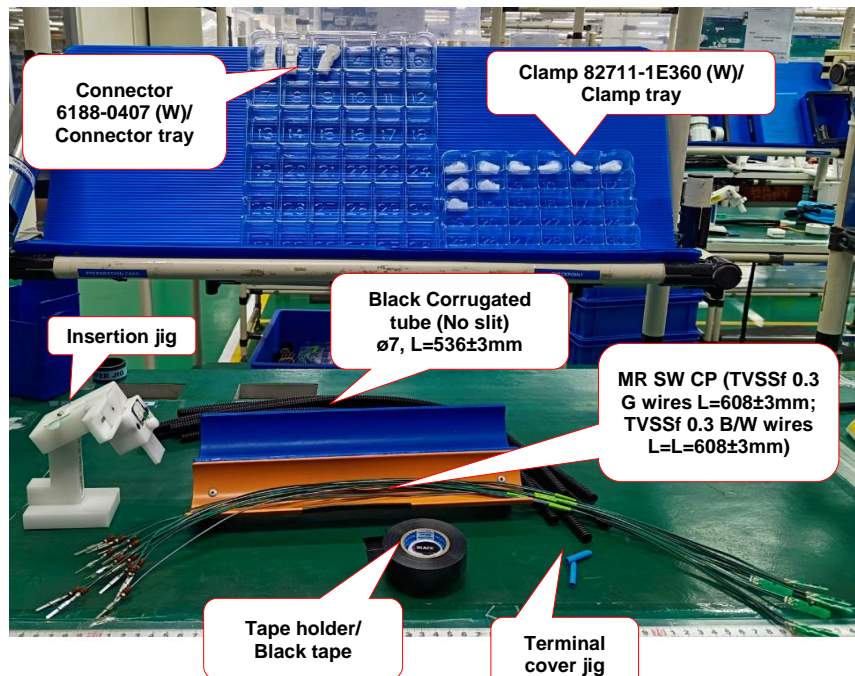 Connector
6188-0407 (W)/
Connector tray
Clamp 82711-1E360 (W)/
Clamp tray
Black Corrugated
tube (No slit)
ø7, L=536±3mm
Insertion jig
MR SW CP (TVSSf 0.3
G wires L=608±3mm;
TVSSf 0.3 B/W wires
L=L=608±3mm)
Tape holder/
Black tape
Terminal
cover jig
BLACK